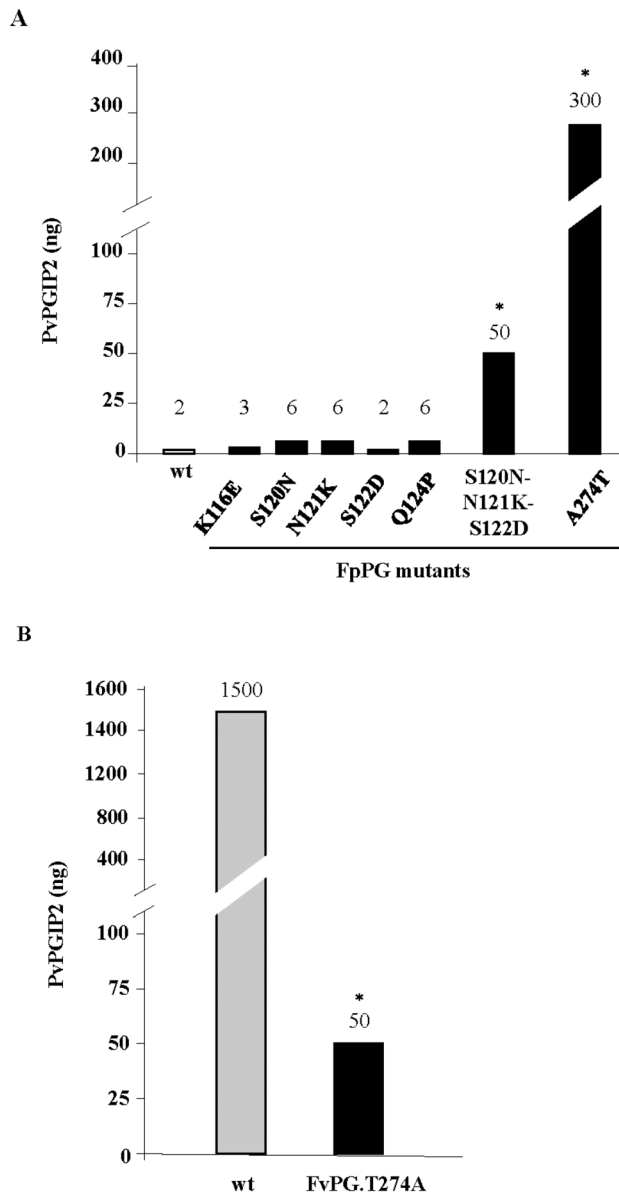 A
400
300
200
100
75
50
25
0
PvPGIP2 (ng)
2
3
6
6
2
6
*
50
*
300
wt
K116E
S120N
N121K
S122D
Q124P
S120N-
N121K-
S122D
A274T
FpPG mutants
B
1600
1400
1200
800
400
100
75
50
25
0
PvPGIP2 (ng)
1500
*
50
wt
FvPG.T274A